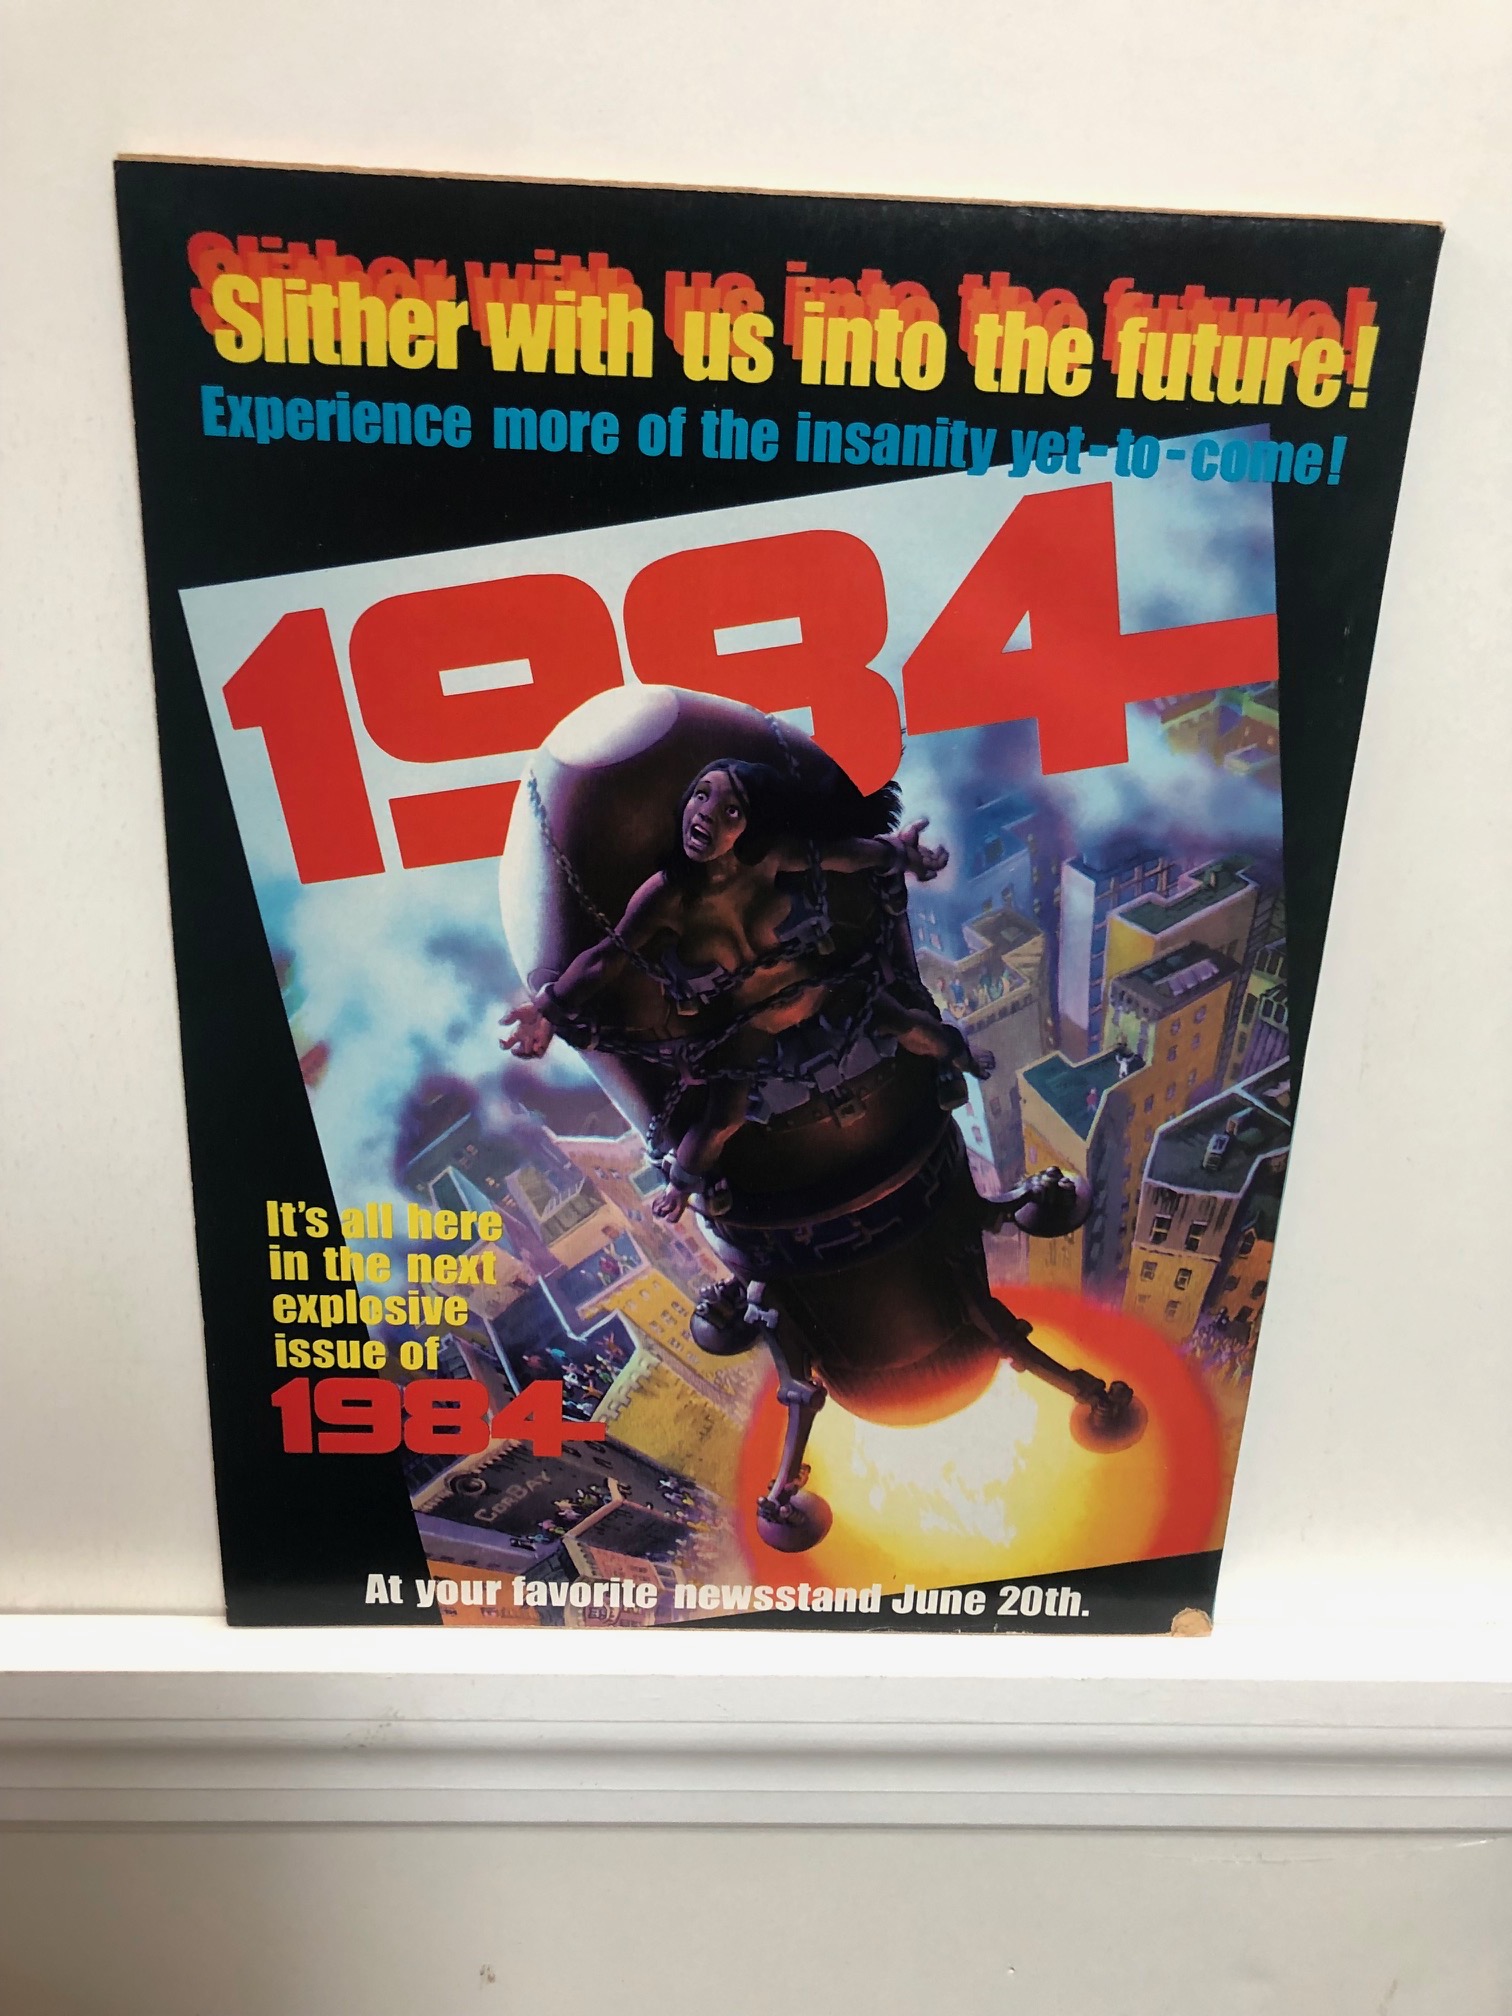 Slither with us into the future!
Experience more of the insanity yet-to-come!
1984
It's all here
in the next
explosive
issue of
1984
CORBEN
At your favorite newsstand June 20th.